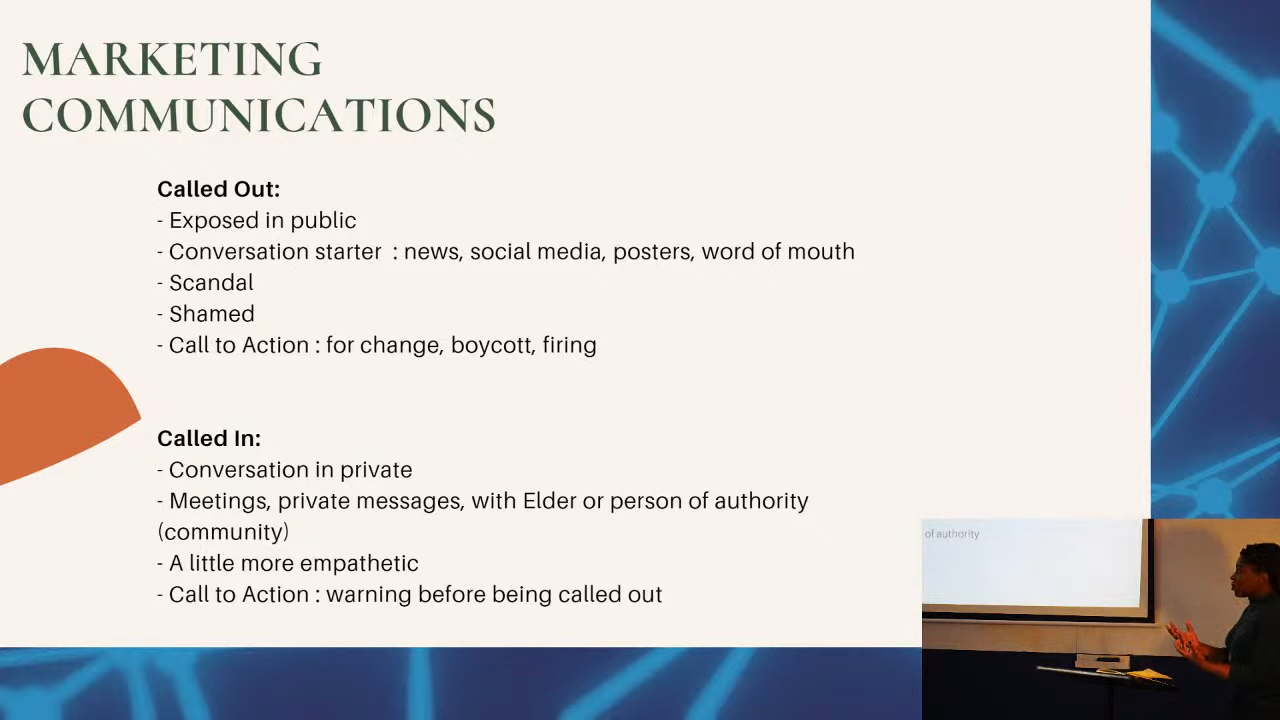 MARKETING
COMMUNICATIONS
Called Out:
- Exposed in public
- Conversation starter  : news, social media, posters, word of mouth
- Scandal
- Shamed
- Call to Action : for change, boycott, firing
Called In:
- Conversation in private
- Meetings, private messages, with Elder or person of authority
(community)
- A little more empathetic
- Call to Action : warning before being called out
of authority